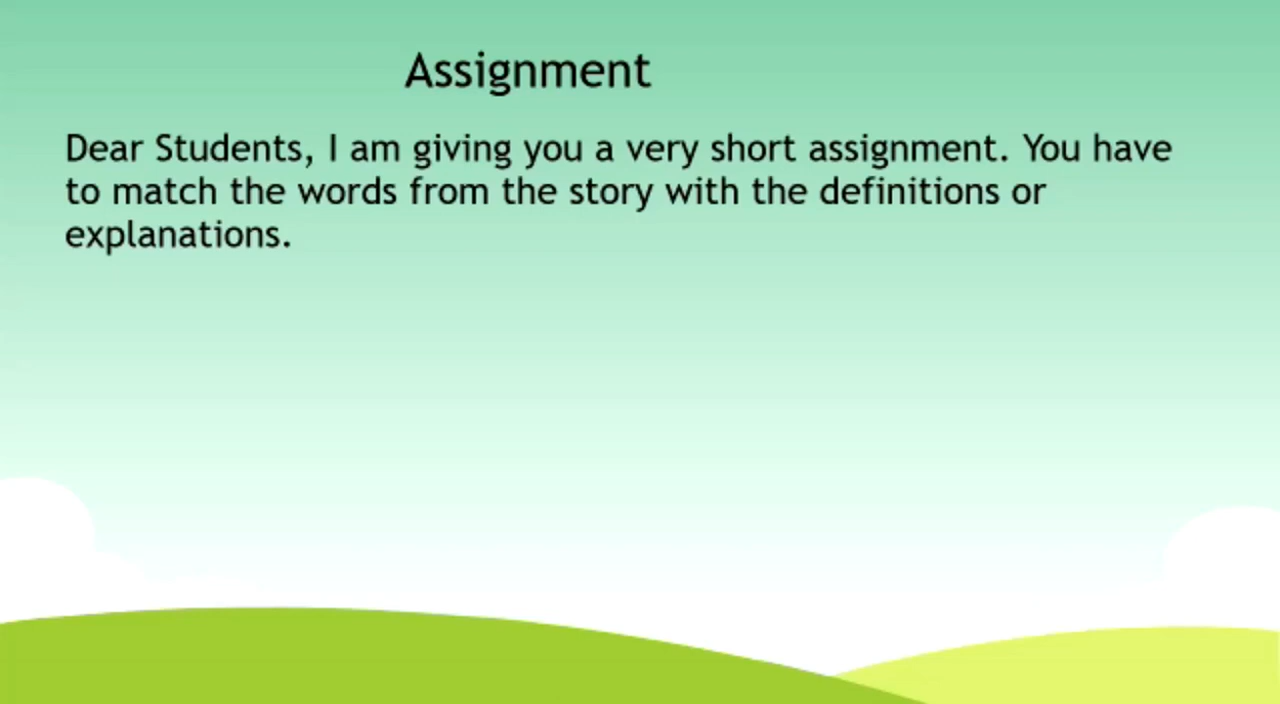 Assignment
Dear Students, I am giving you a very short assignment. You have
to match the words from the story with the definitions or
explanations.